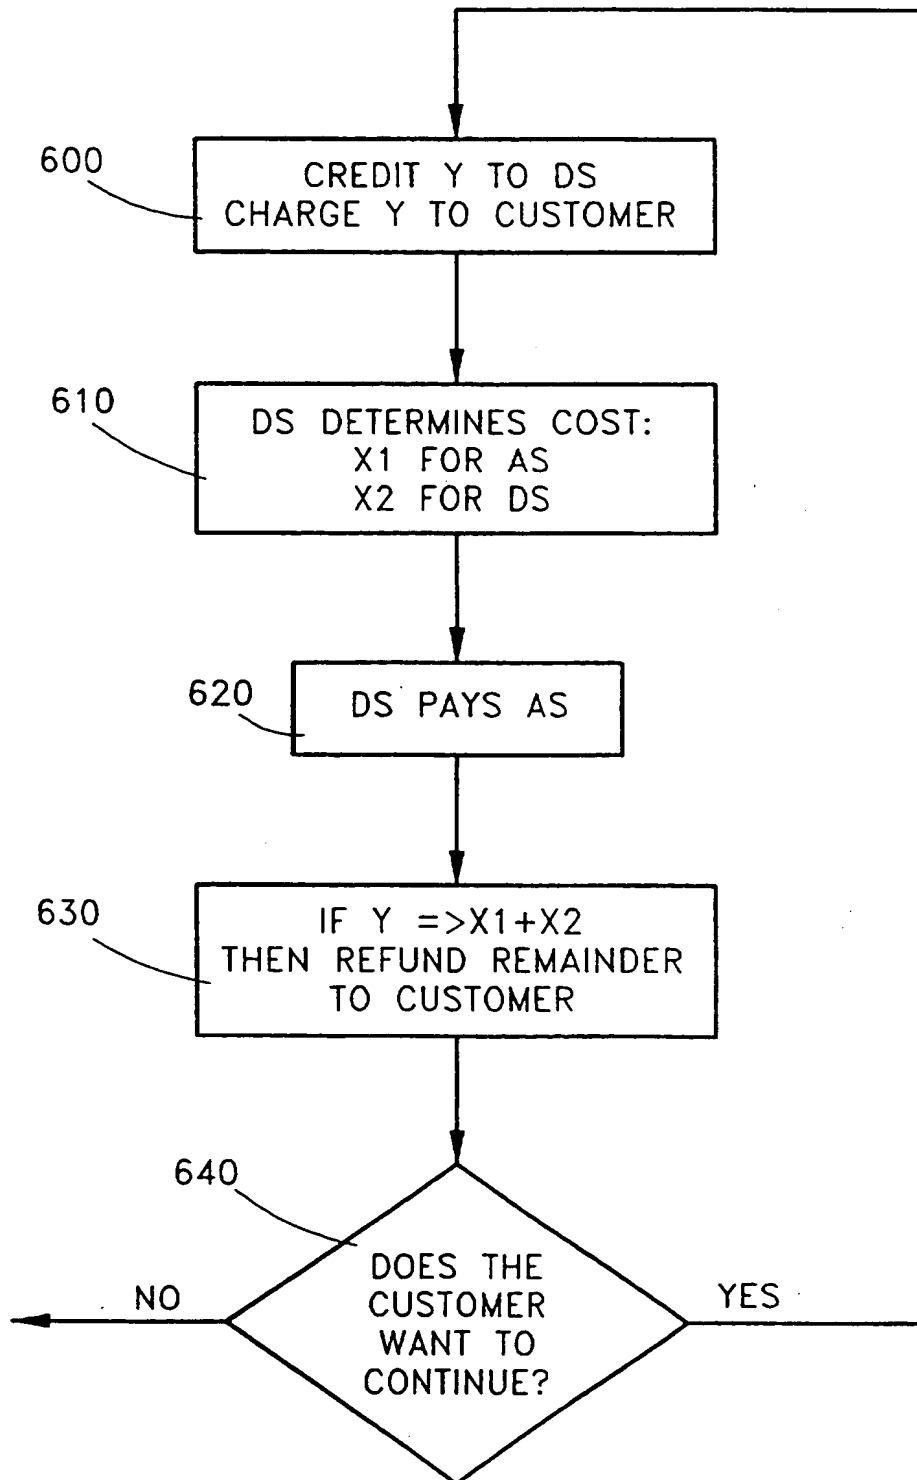 600
CREDIT Y TO DS
CHARGE Y TO CUSTOMER
610
DS DETERMINES COST:
X1 FOR AS
X2 FOR DS
620
DS PAYS AS
630
IF Y =>X1+X2
THEN REFUND REMAINDER
TO CUSTOMER
640
DOES THE
CUSTOMER
WANT TO
CONTINUE?
NO
YES